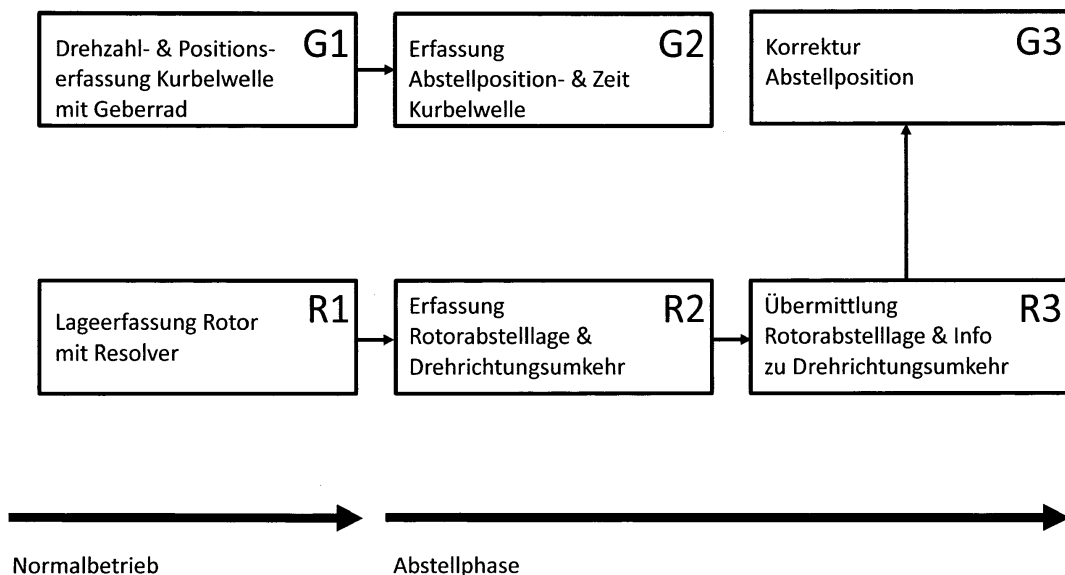 Drehzahl- & Positions-
erfassung Kurbelwelle
mit Geberrad
G1
Erfassung
Abstellposition- & Zeit
Kurbelwelle
G2
Korrektur
Abstellposition
G3
Lageerfassung Rotor
mit Resolver
R1
Erfassung
Rotorabstelllage &
Drehrichtungsumkehr
R2
Übermittlung
Rotorabstelllage & Info
zu Drehrichtungsumkehr
R3
Normalbetrieb
Abstellphase